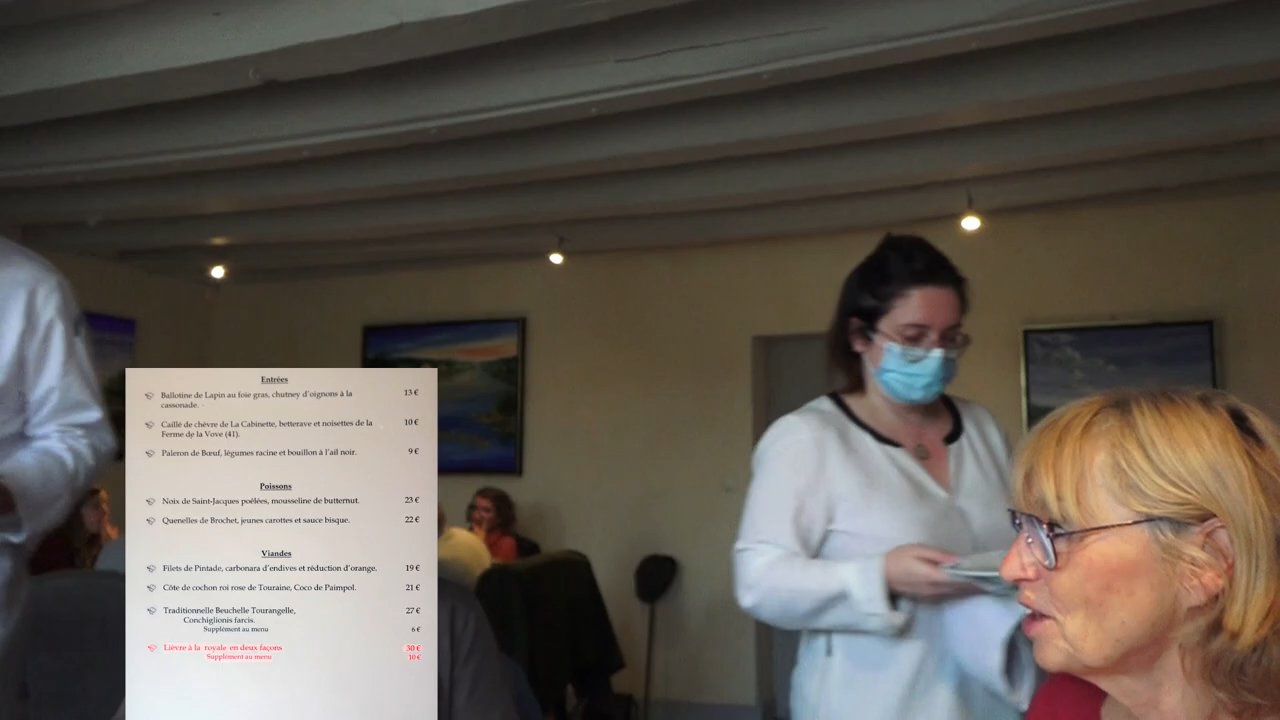 Entrées
Ballotine de Lapin au foie gras, chutney d'oignons à la 13 €
cassonade.
Caillé de chèvre de La Cabinette, betterave et noisettes de la 10 €
Ferme de la Vove (41).
Paleron de Bœuf, légumes racine et bouillon à l'ail noir. 9 €
Poissons
Noix de Saint-Jacques poêlées, mousseline de butternut. 23 €
Quenelles de Brochet, jeunes carottes et sauce bisque. 22 €
Viandes
Filets de Pintade, carbonara d'endives et réduction d'orange. 19 €
Côte de cochon roi rose de Touraine, Coco de Paimpol. 21 €
Traditionnelle Beuchelle Tourangelle, 27 €
Conchiglionis farcis.
Supplément au menu 6 €
Lièvre à la royale en deux façons 30 €
Supplément au menu 10 €